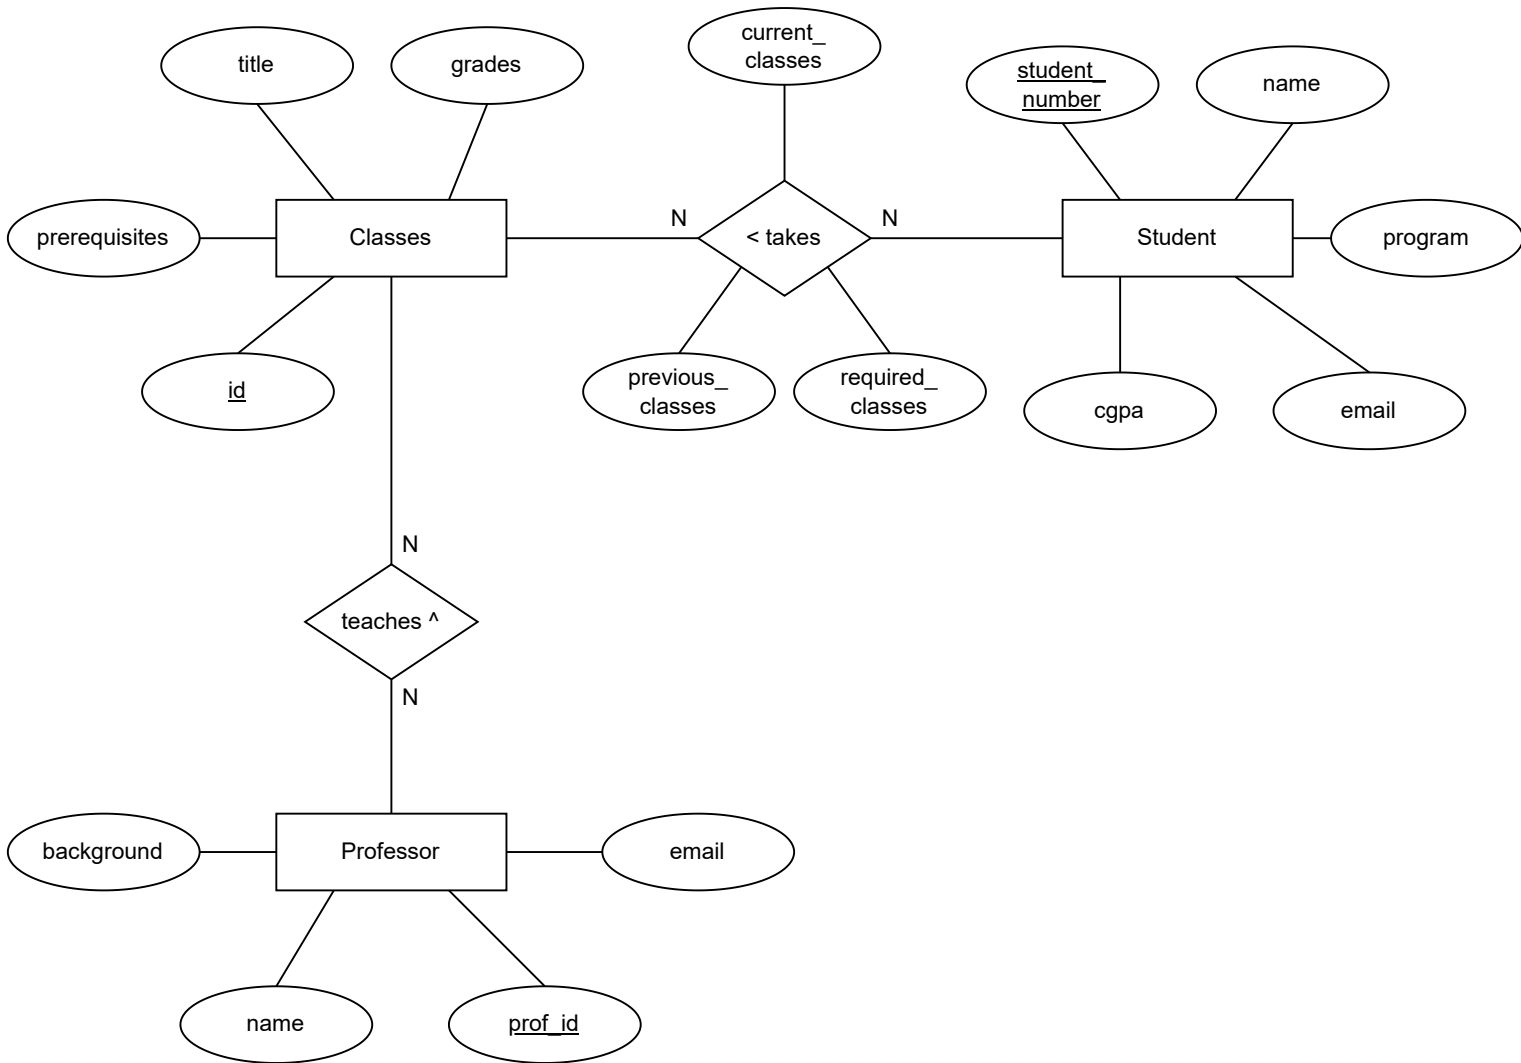 current_
classes
title
grades
student_
number
name
N
N
prerequisites
Classes
< takes
Student
program
previous_
classes
required_
classes
id
cgpa
email
N
teaches ^
N
background
Professor
email
name
prof_id